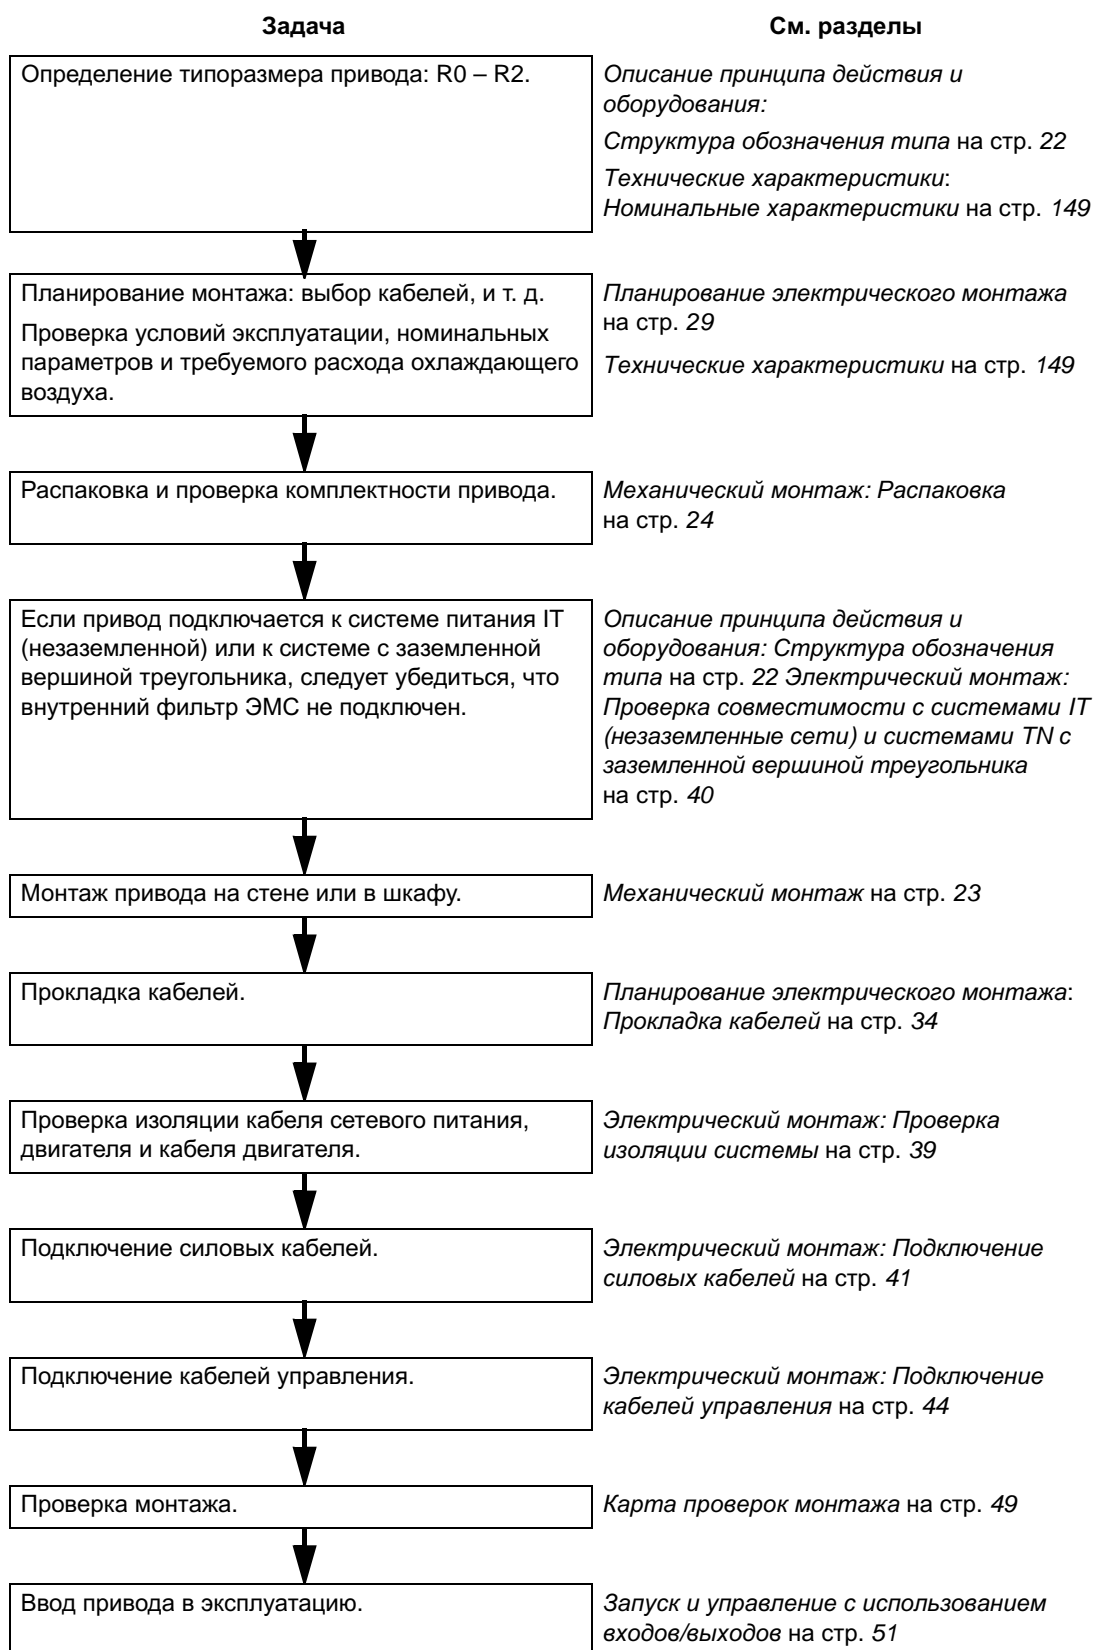 Задача
См. разделы
Определение типоразмера привода: R0 – R2.
Описание принципа действия и
оборудования:
Структура обозначения типа на стр. 22
Технические характеристики:
Номинальные характеристики на стр. 149
Планирование монтажа: выбор кабелей, и т. д.
Проверка условий эксплуатации, номинальных
параметров и требуемого расхода охлаждающего
воздуха.
Планирование электрического монтажа
на стр. 29
Технические характеристики на стр. 149
Распаковка и проверка комплектности привода.
Механический монтаж: Распаковка
на стр. 24
Если привод подключается к системе питания IT
(незаземленной) или к системе с заземленной
вершиной треугольника, следует убедиться, что
внутренний фильтр ЭМС не подключен.
Описание принципа действия и
оборудования: Структура обозначения
типа на стр. 22 Электрический монтаж:
Проверка совместимости с системами IT
(незаземленные сети) и системами TN с
заземленной вершиной треугольника
на стр. 40
Монтаж привода на стене или в шкафу.
Механический монтаж на стр. 23
Прокладка кабелей.
Планирование электрического монтажа:
Прокладка кабелей на стр. 34
Проверка изоляции кабеля сетевого питания,
двигателя и кабеля двигателя.
Электрический монтаж: Проверка
изоляции системы на стр. 39
Подключение силовых кабелей.
Электрический монтаж: Подключение
силовых кабелей на стр. 41
Подключение кабелей управления.
Электрический монтаж: Подключение
кабелей управления на стр. 44
Проверка монтажа.
Карта проверок монтажа на стр. 49
Ввод привода в эксплуатацию.
Запуск и управление с использованием
входов/выходов на стр. 51